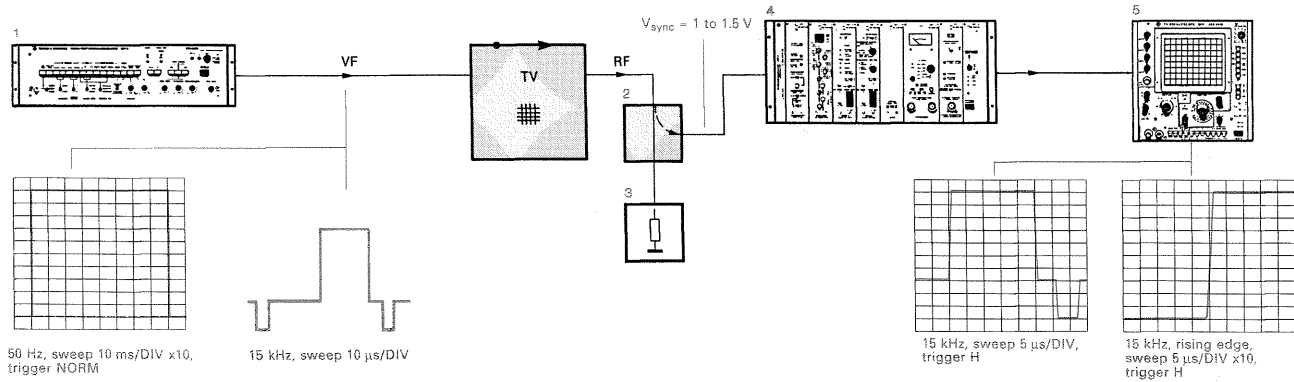 1
VF
TV
RF
2
3
V_sync = 1 to 1.5 V
4
5
50 Hz, sweep 10 ms/DIV x10,
trigger NORM
15 kHz, sweep 10 µs/DIV
15 kHz, sweep 5 µs/DIV,
trigger H
15 kHz, rising edge,
sweep 5 µs/DIV x10,
trigger H